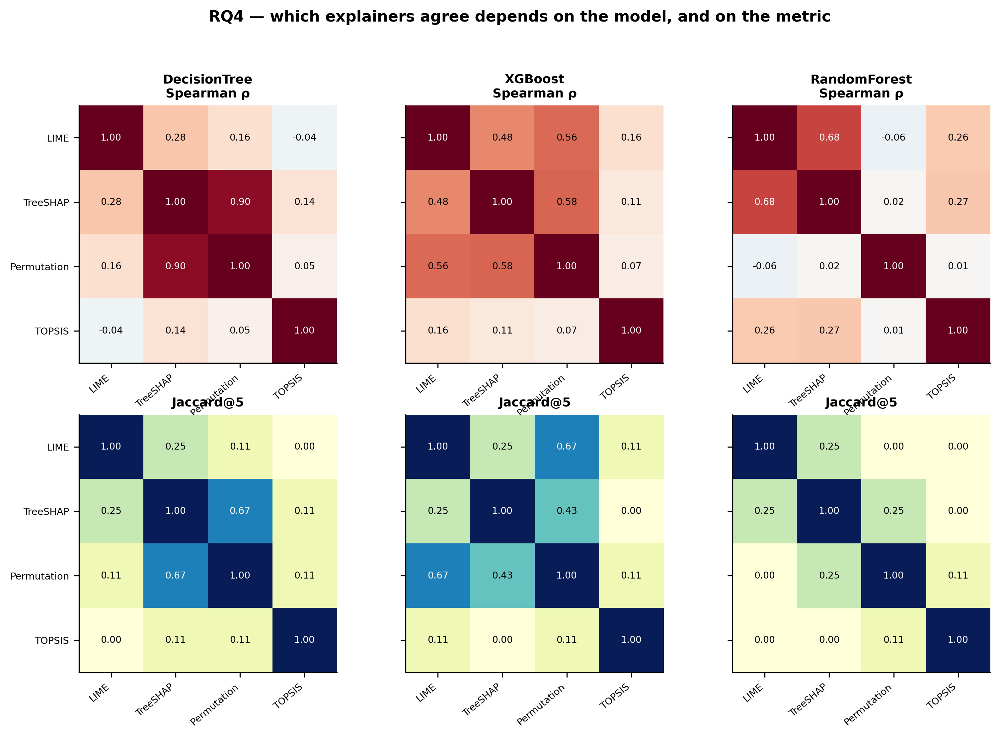 RQ4 — which explainers agree depends on the model, and on the metric
DecisionTree
Spearman ρ
XGBoost
Spearman ρ
RandomForest
Spearman ρ
LIME 1.00 0.28 0.16 -0.04 1.00 0.48 0.56 0.16 1.00 0.68 -0.06 0.26
TreeSHAP 0.28 1.00 0.90 0.14 0.48 1.00 0.58 0.11 0.68 1.00 0.02 0.27
Permutation 0.16 0.90 1.00 0.05 0.56 0.58 1.00 0.07 -0.06 0.02 1.00 0.01
TOPSIS -0.04 0.14 0.05 1.00 0.16 0.11 0.07 1.00 0.26 0.27 0.01 1.00
LIME TreeSHAP Permutation TOPSIS LIME TreeSHAP Permutation TOPSIS LIME TreeSHAP Permutation TOPSIS
Jaccard@5 Jaccard@5 Jaccard@5
LIME 1.00 0.25 0.11 0.00 1.00 0.25 0.67 0.11 1.00 0.25 0.00 0.00
TreeSHAP 0.25 1.00 0.67 0.11 0.25 1.00 0.43 0.00 0.25 1.00 0.25 0.00
Permutation 0.11 0.67 1.00 0.11 0.67 0.43 1.00 0.11 0.00 0.25 1.00 0.11
TOPSIS 0.00 0.11 0.11 1.00 0.11 0.00 0.11 1.00 0.00 0.00 0.11 1.00
LIME TreeSHAP Permutation TOPSIS LIME TreeSHAP Permutation TOPSIS LIME TreeSHAP Permutation TOPSIS